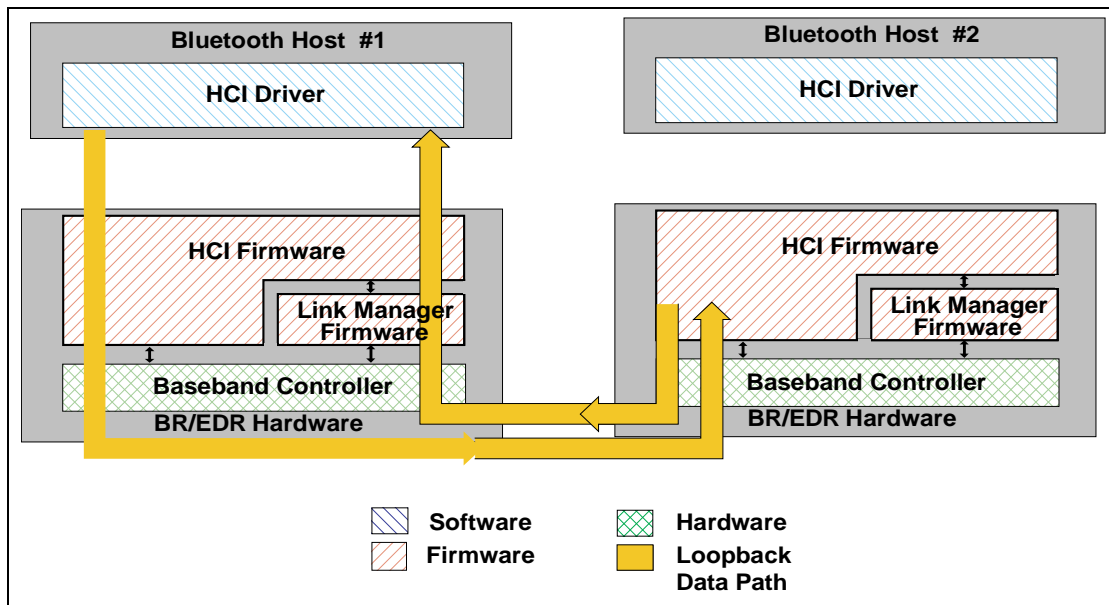 Bluetooth Host #1
HCI Driver
Bluetooth Host #2
HCI Driver
HCI Firmware
Link Manager
Firmware
Baseband Controller
BR/EDR Hardware
HCI Firmware
Link Manager
Firmware
Baseband Controller
BR/EDR Hardware
Software
Firmware
Hardware
Loopback
Data Path